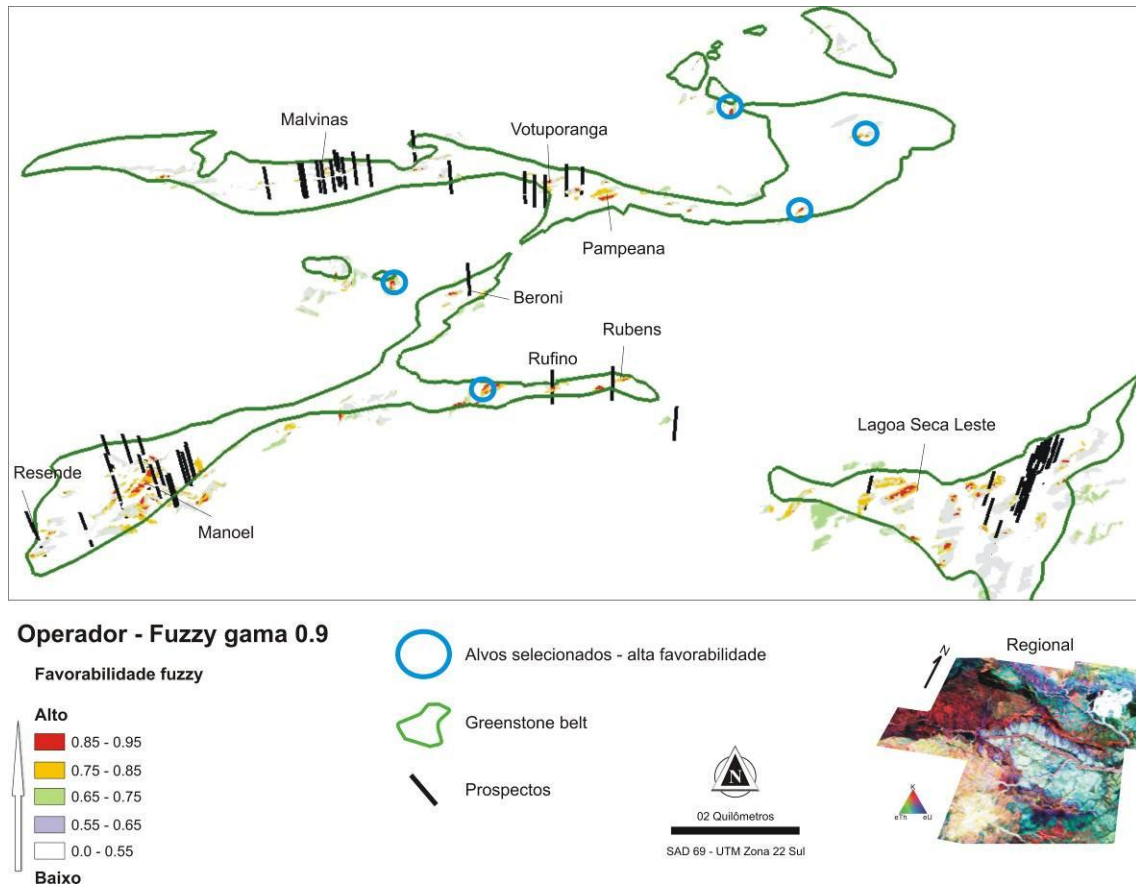 Malvinas
Votuporanga
Pampeana
Beroni
Rubens
Rufino
Lagoa Seca Leste
Resende
Manoel
Operador - Fuzzy gama 0.9
Favorabilidade fuzzy
Alto
0.85 - 0.95
0.75 - 0.85
0.65 - 0.75
0.55 - 0.65
0.0 - 0.55
Baixo
Alvos selecionados - alta favorabilidade
Greenstone belt
Prospectos
N
02 Quilômetros
SAD 69 - UTM Zona 22 Sul
Regional
N
K
eTh
eU